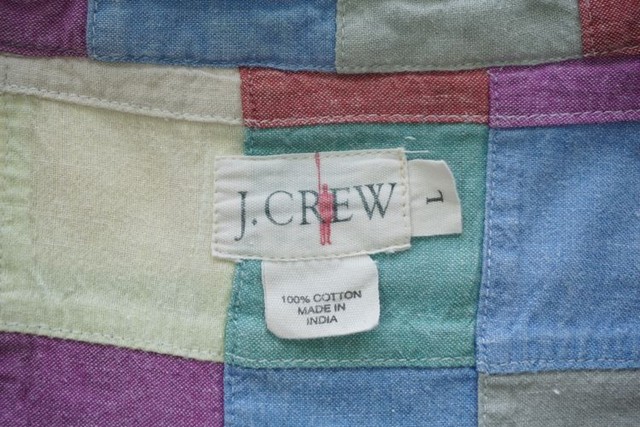 J.CREW
L
100% COTTON
MADE IN
INDIA